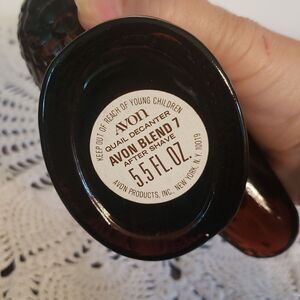 KEEP OUT OF REACH OF YOUNG CHILDREN
AVON
QUAIL DECANTER
AVON BLEND 7
AFTER SHAVE
5.5 FL. OZ.
AVON PRODUCTS, INC., NEW YORK, N.Y. 10019